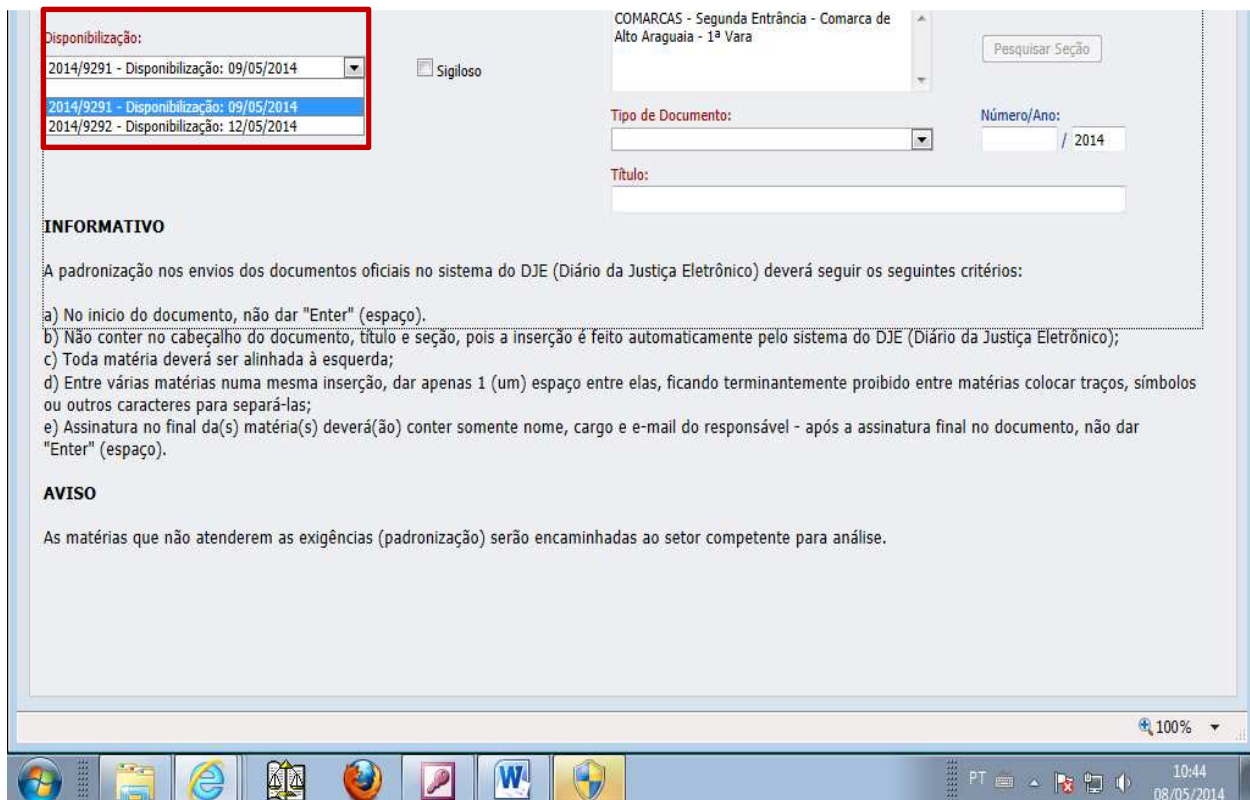 Disponibilização:
2014/9291 - Disponibilização: 09/05/2014
2014/9291 - Disponibilização: 09/05/2014
2014/9292 - Disponibilização: 12/05/2014
Sigiloso
COMARCAS - Segunda Entrância - Comarca de
Alto Araguaia - 1ª Vara
Pesquisar Seção
Tipo de Documento:
Número/Ano:
/ 2014
Título:
INFORMATIVO
A padronização nos envios dos documentos oficiais no sistema do DJE (Diário da Justiça Eletrônico) deverá seguir os seguintes critérios:
a) No inicio do documento, não dar "Enter" (espaço).
b) Não conter no cabeçalho do documento, título e seção, pois a inserção é feito automaticamente pelo sistema do DJE (Diário da Justiça Eletrônico);
c) Toda matéria deverá ser alinhada à esquerda;
d) Entre várias matérias numa mesma inserção, dar apenas 1 (um) espaço entre elas, ficando terminantemente proibido entre matérias colocar traços, símbolos
ou outros caracteres para separá-las;
e) Assinatura no final da(s) matéria(s) deverá(ão) conter somente nome, cargo e e-mail do responsável - após a assinatura final no documento, não dar
"Enter" (espaço).
AVISO
As matérias que não atenderem as exigências (padronização) serão encaminhadas ao setor competente para análise.
100%
PT
10:44
08/05/2014